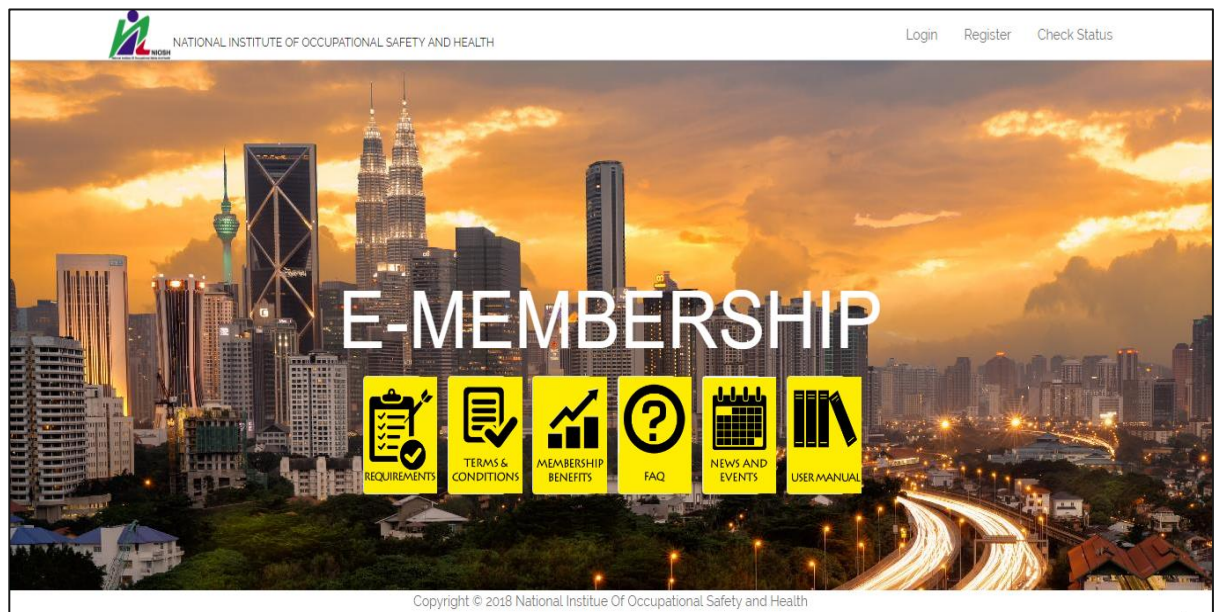 NIOSH
NATIONAL INSTITUTE OF OCCUPATIONAL SAFETY AND HEALTH
Login Register Check Status
E-MEMBERSHIP
REQUIREMENTS
TERMS &
CONDITIONS
MEMBERSHIP
BENEFITS
FAQ
NEWS AND
EVENTS
USER MANUAL
Copyright © 2018 National Institue Of Occupational Safety and Health